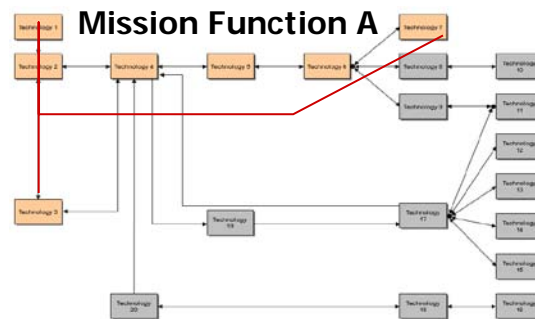 Mission Function A
Technology 1
Technology 7
Technology 2
Technology 4
Technology 5
Technology 6
Technology 8
Technology
10
Technology 9
Technology
11
Technology
12
Technology
13
Technology 3
Technology
19
Technology
17
Technology
14
Technology
15
Technology
20
Technology
18
Technology
16